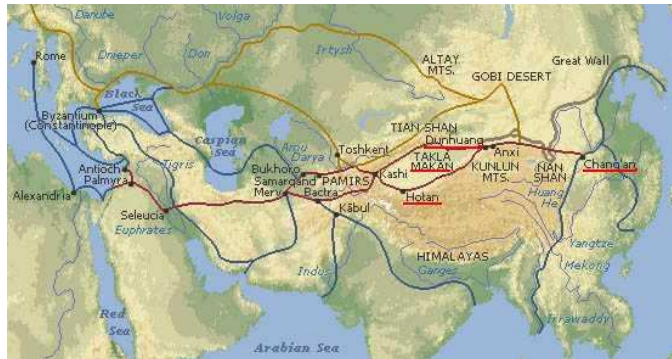 Danube
Volga
Rome
Dnieper
Don
Irtysh
ALTAY
MTS.
GOBI DESERT
Great Wall
Black
Sea
Byzantium
(Constantinople)
Caspian
Sea
Amu
Darya
Toshkent
TIAN SHAN
Dunhuang
Anxi
Antioch
Palmyra
Tigris
Bukhoro
Samarqand
Merv
PAMIRS
Bactra
Kashi
TAKLA
MAKAN
KUNLUN
MTS.
NAN
SHAN
Chang'an
Alexandria
Seleucia
Euphrates
Kābul
Hotan
Huang
He
HIMALAYAS
Indus
Ganges
Yangtze
Mekong
Irrawaddy
Red
Sea
Arabian Sea